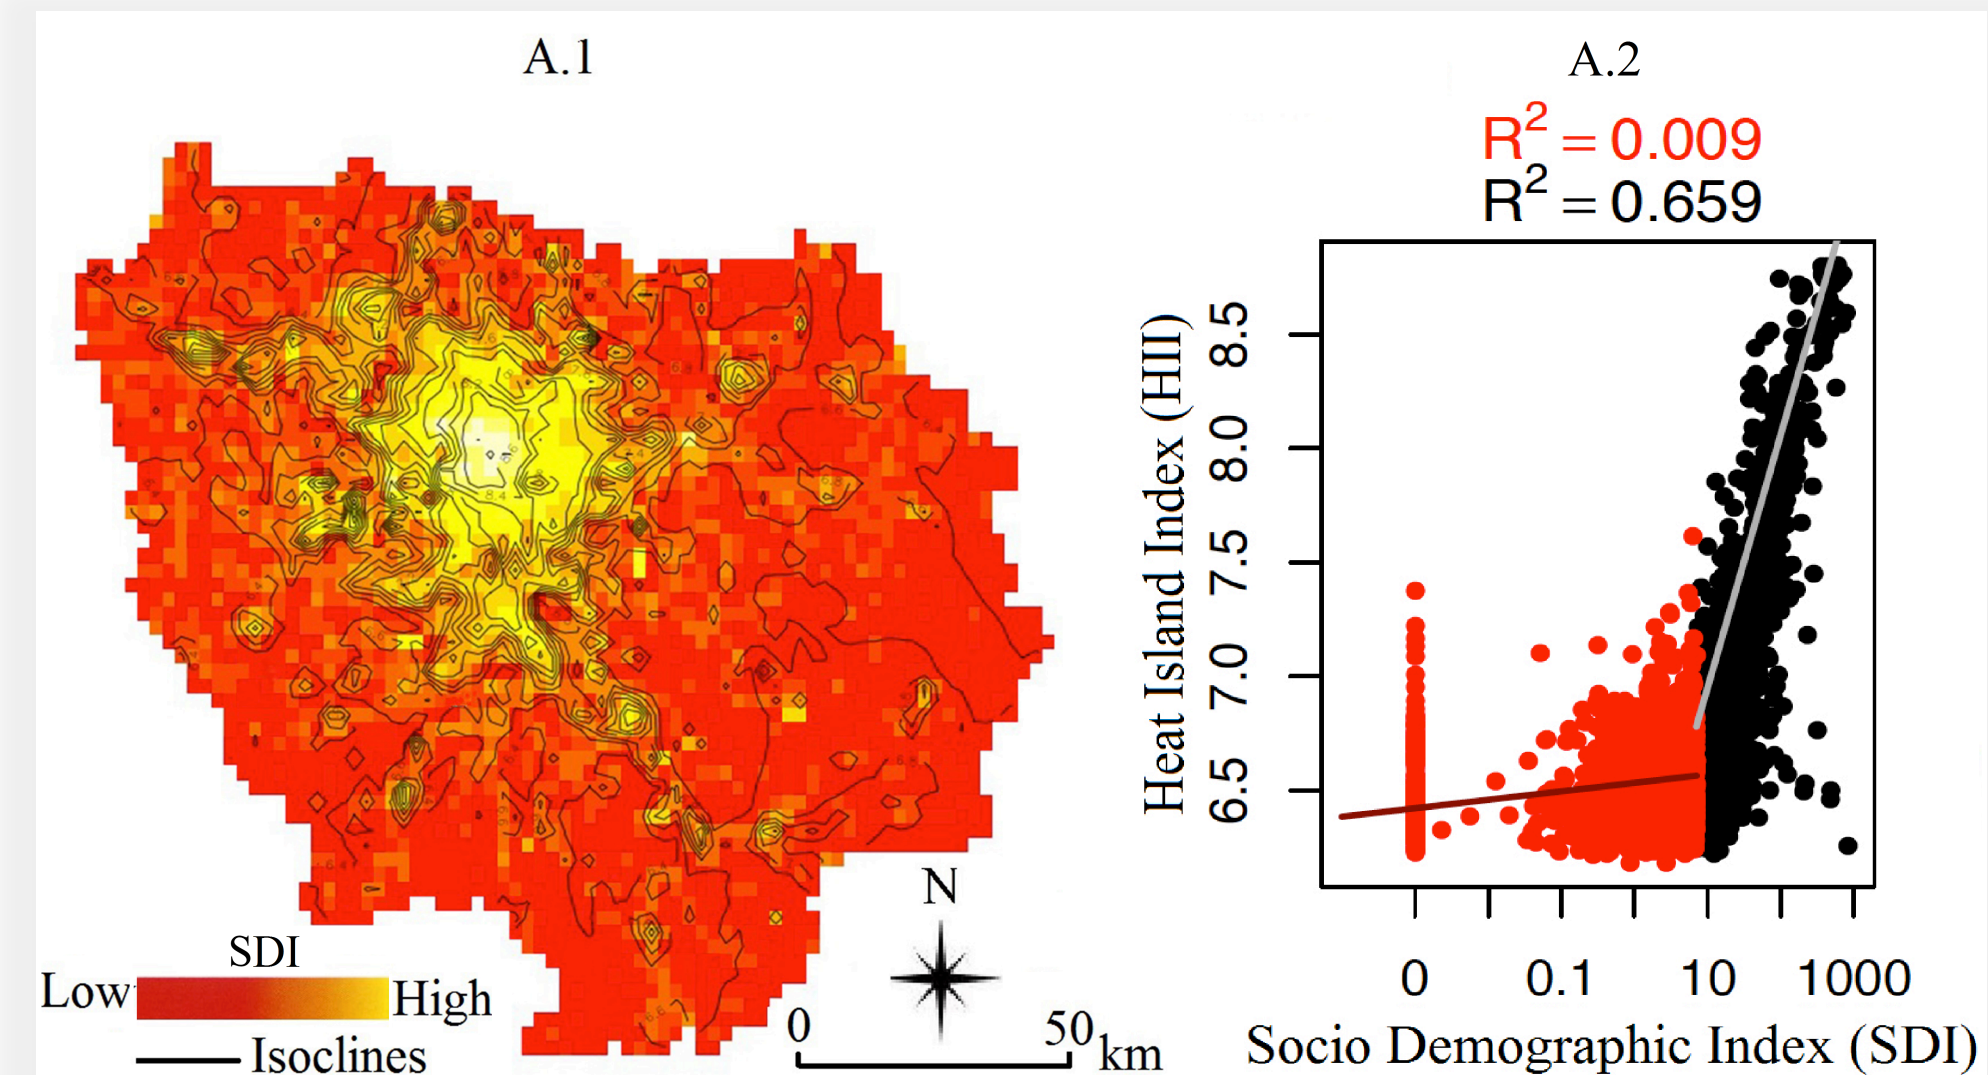 A.1
SDI
Low
High
Isoclines
N
0
50
km
A.2
R² = 0.009
R² = 0.659
Heat Island Index (HII)
8.5
8.0
7.5
7.0
6.5
0
0.1
10
1000
Socio Demographic Index (SDI)